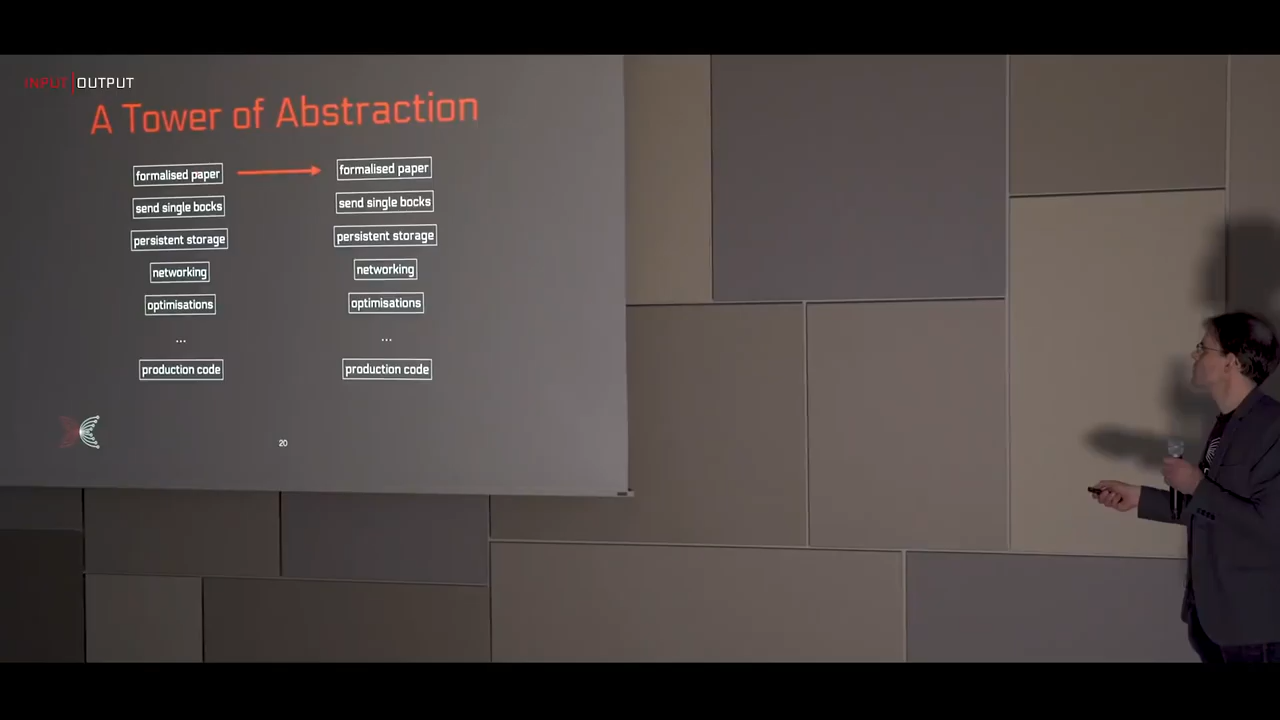 INPUT|OUTPUT
A Tower of Abstraction
formalised paper
send single bocks
persistent storage
networking
optimisations
...
production code
formalised paper
send single bocks
persistent storage
networking
optimisations
...
production code
20